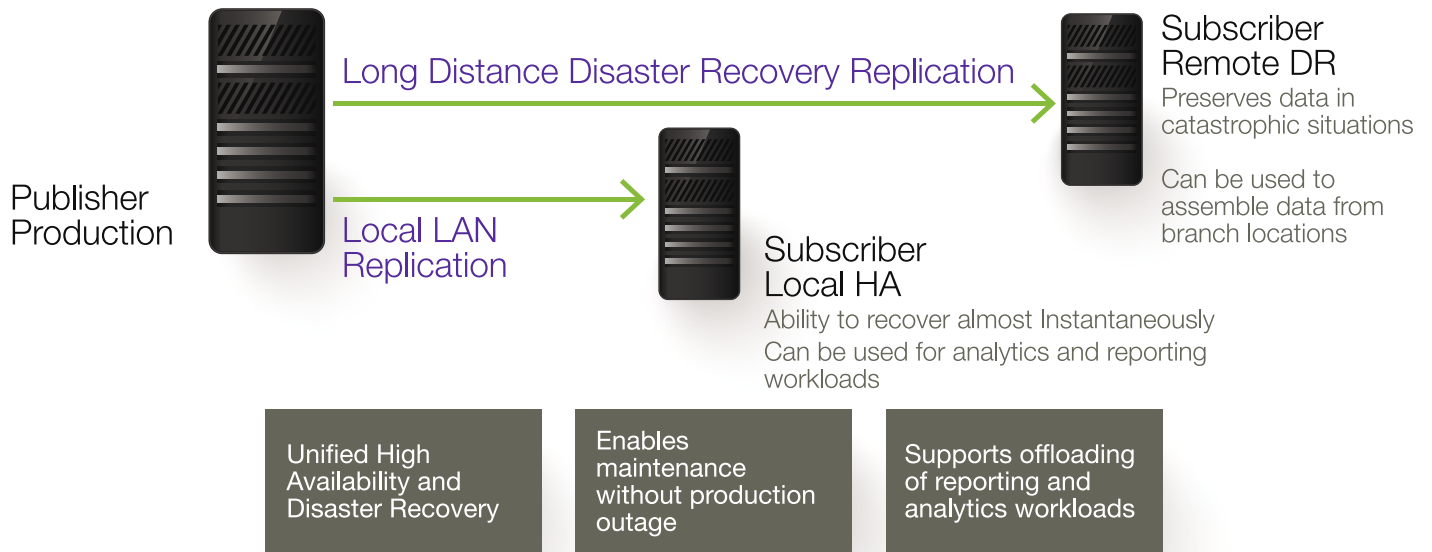 Long Distance Disaster Recovery Replication
Subscriber
Remote DR
Preserves data in
catastrophic situations
Can be used to
assemble data from
branch locations
Publisher
Production
Local LAN
Replication
Subscriber
Local HA
Ability to recover almost Instantaneously
Can be used for analytics and reporting
workloads
Unified High
Availability and
Disaster Recovery
Enables
maintenance
without production
outage
Supports offloading
of reporting and
analytics workloads